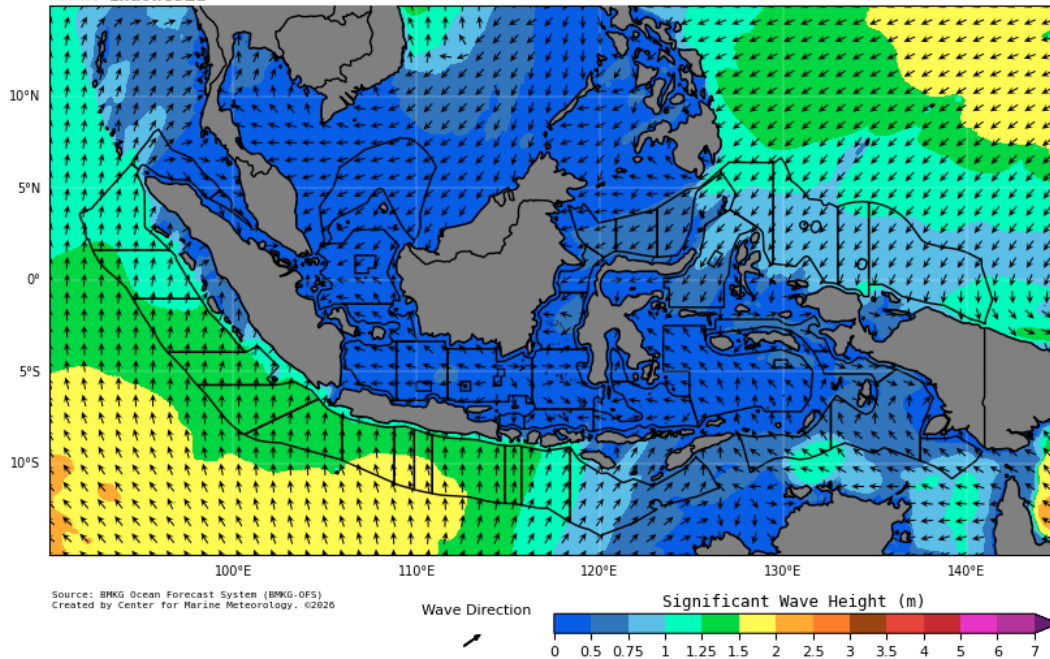 10°N
5°N
0°
5°S
10°S
100°E 110°E 120°E 130°E 140°E
Source: BMKG Ocean Forecast System (BMKG-OFS)
Created by Center for Marine Meteorology. ©2026
Wave Direction
Significant Wave Height (m)
0 0.5 0.75 1 1.25 1.5 2 2.5 3 3.5 4 5 6 7